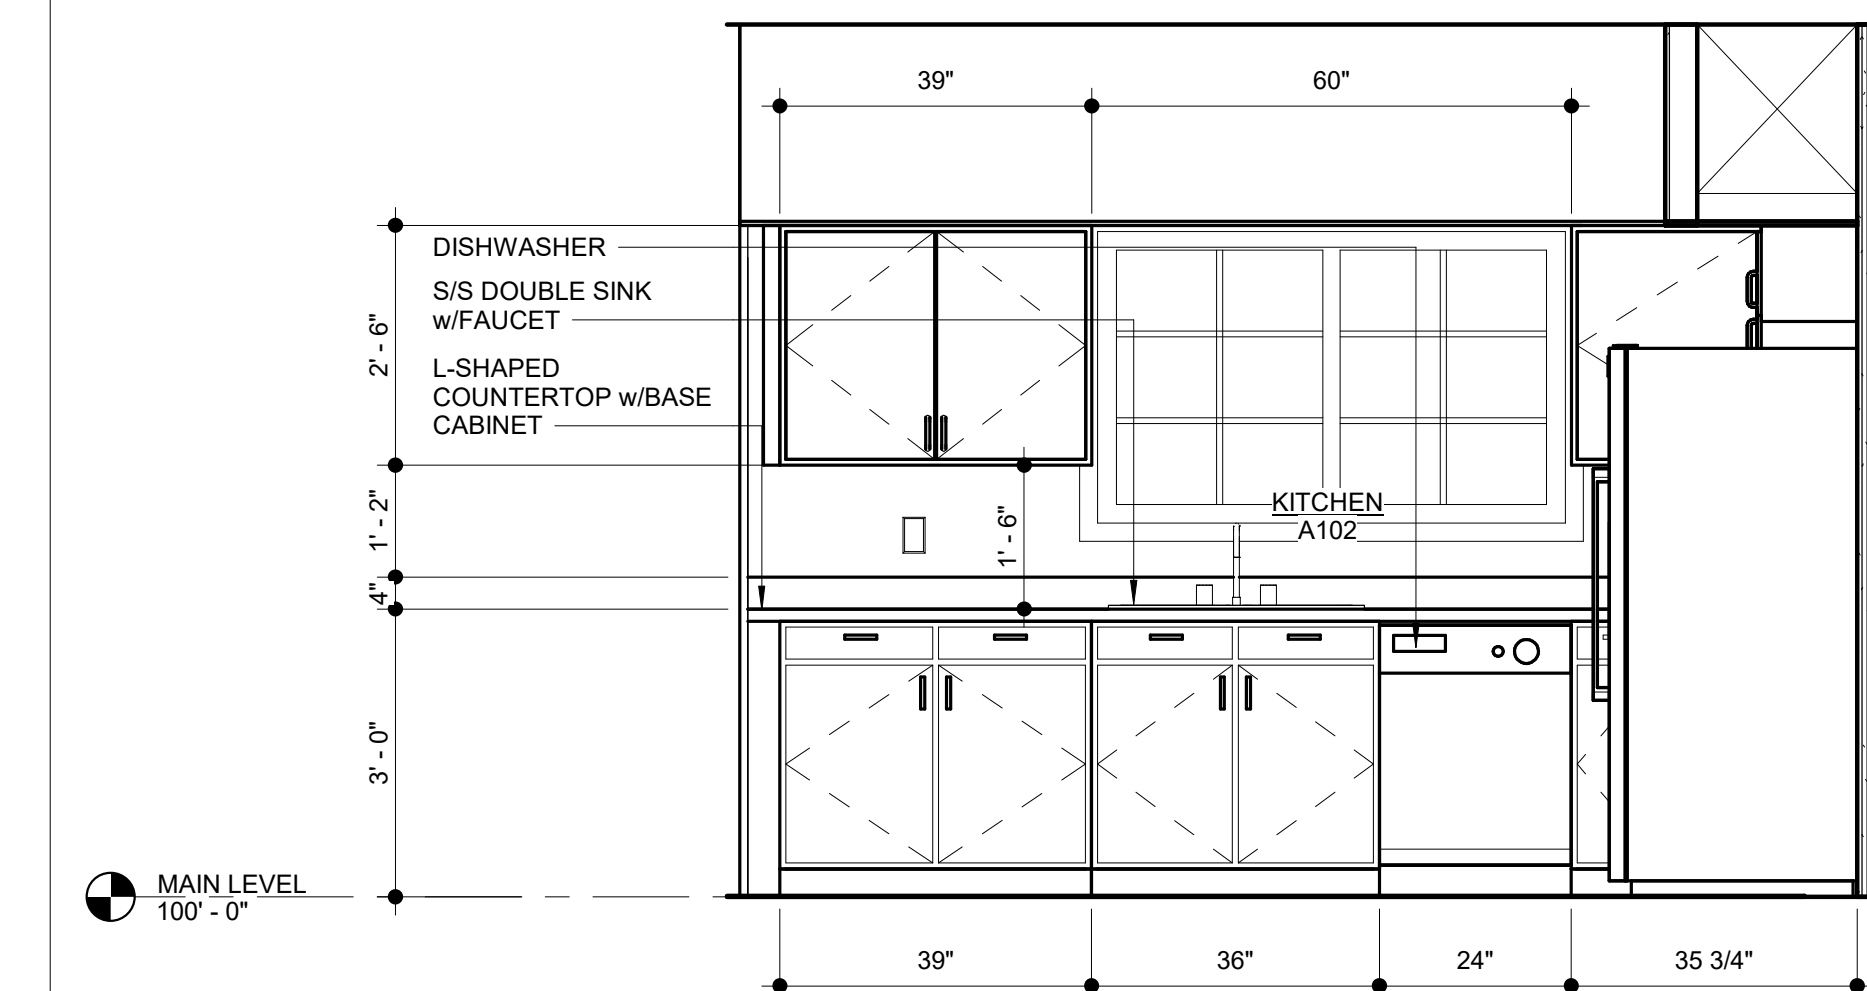 39"
60"
DISHWASHER
S/S DOUBLE SINK
w/FAUCET
L-SHAPED
COUNTERTOP w/BASE
CABINET
2' - 6"
1' - 2"
4"
3' - 0"
1' - 6"
KITCHEN
A102
MAIN LEVEL
100' - 0"
39"
36"
24"
35 3/4"